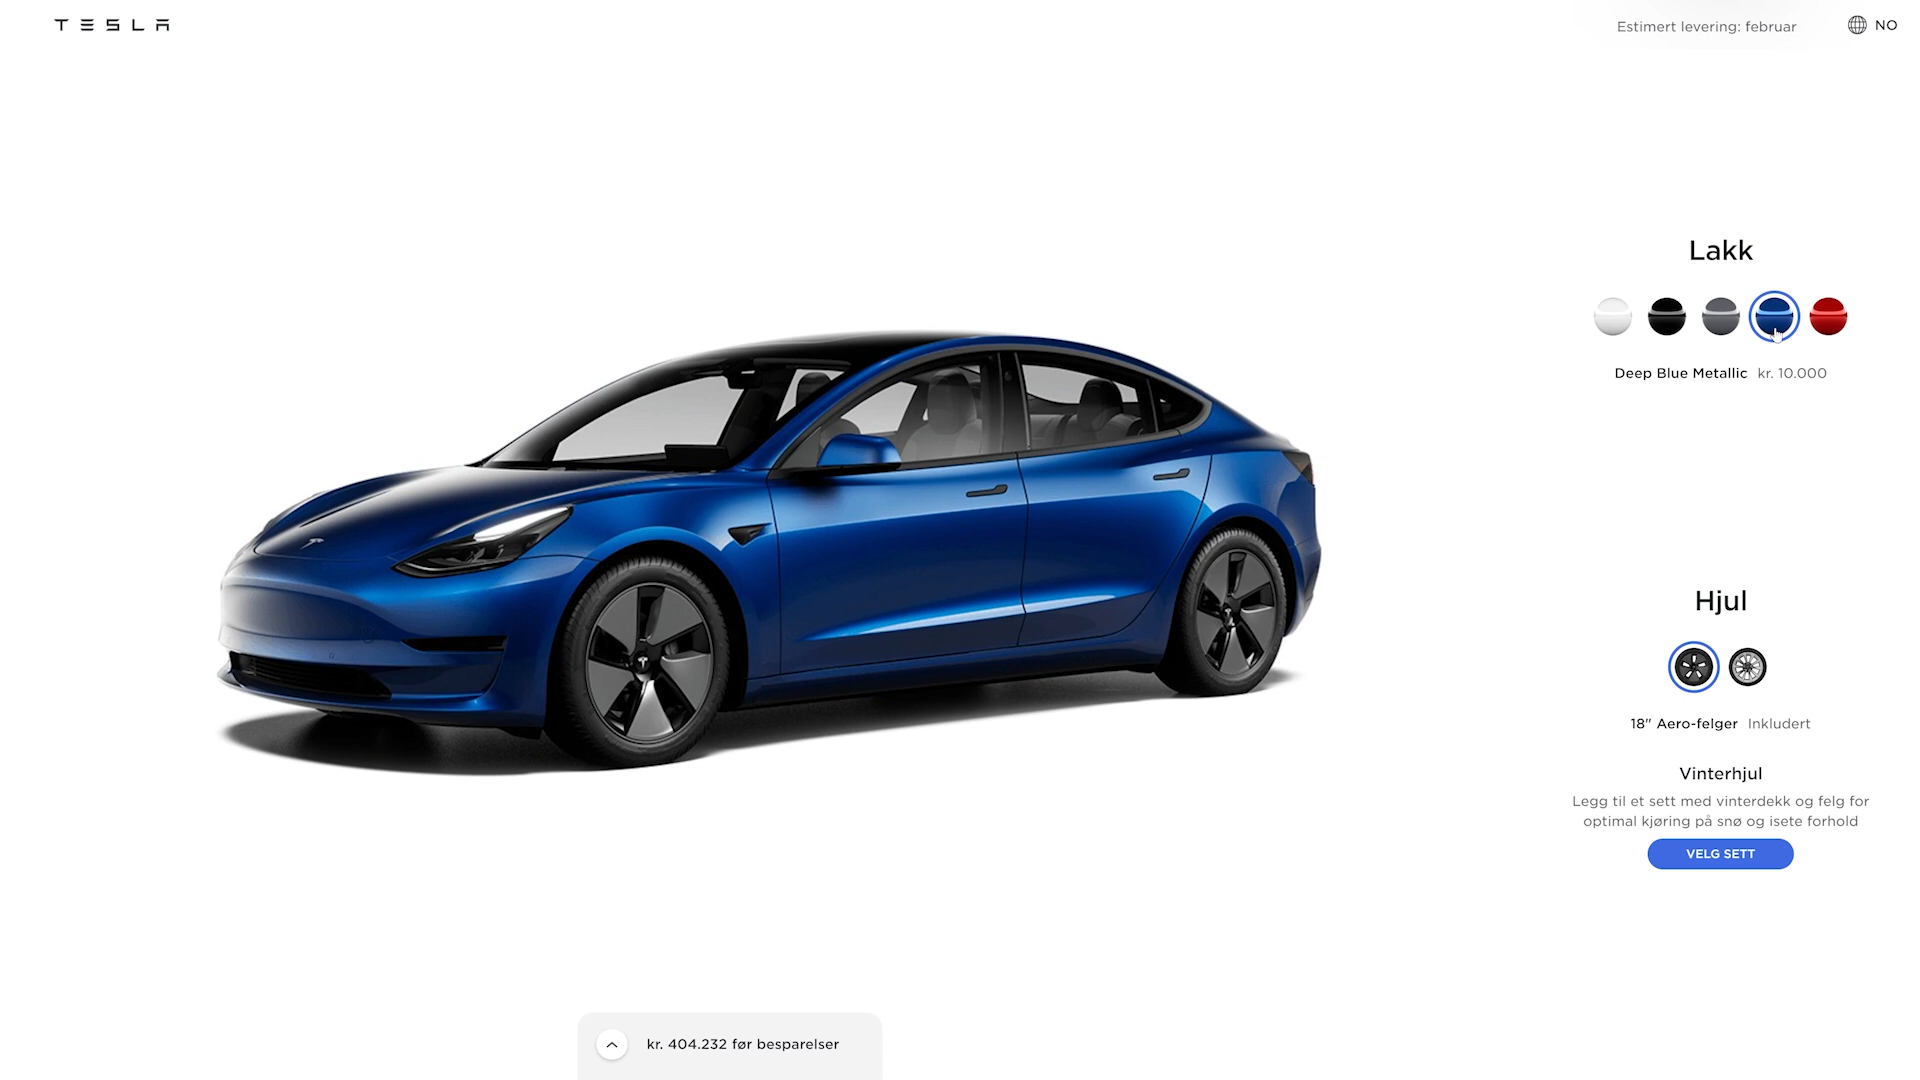 TESLA
Estimert levering: februar
NO
Lakk
Deep Blue Metallic kr. 10.000
Hjul
18" Aero-felger Inkludert
Vinterhjul
Legg til et sett med vinterdekk og felg for
optimal kjøring på snø og isete forhold
VELG SETT
kr. 404.232 før besparelser